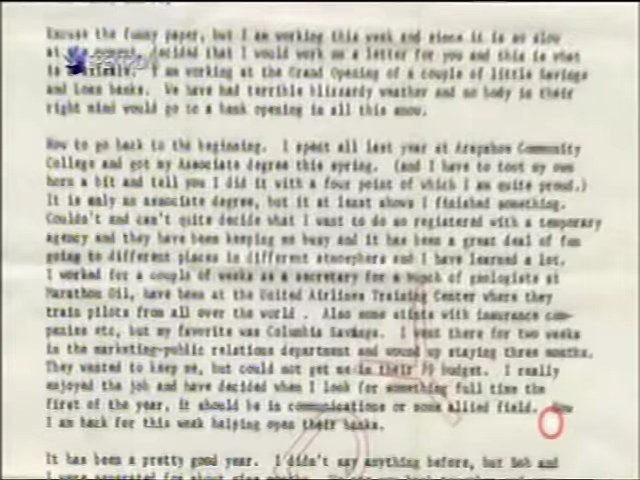 Excuse the funny paper, but I am working this week and since it is so slow
at the moment, decided that I would work on a letter for you and this is what
is available. I am working at the Grand Opening of a couple of little Savings
and Loan banks. We have had terrible blizzardy weather and no body in their
right mind would go to a bank opening in all this snow.
Now to go back to the beginning. I spent all last year at Arapahoe Community
College and got my Associate degree this spring. (and I have to toot my own
horn a bit and tell you I did it with a four point of which I am quite proud.)
It is only an associate degree, but it at least shows I finished something.
Couldn't and can't quite decide what I want to do so registered with a temporary
agency and they have been keeping me busy and it has been a great deal of fun
going to different places in different atmosphere and I have learned a lot.
I worked for a couple of weeks as a secretary for a bunch of geologists at
Marathon Oil, have been at the United Airlines Training Center where they
train pilots from all over the world . Also some stints with insurance com-
panies etc, but my favorite was Columbia Savings. I went there for two weeks
in the marketing-public relations department and wound up staying three months.
They wanted to keep me, but could not get me in their budget. I really
enjoyed the job and have decided when I look for something full time the
first of the year, it should be in communications or some allied field. Now
I am back for this week helping open their banks.
It has been a pretty good year. I didn't say anything before, but Bob and
I were separated for about